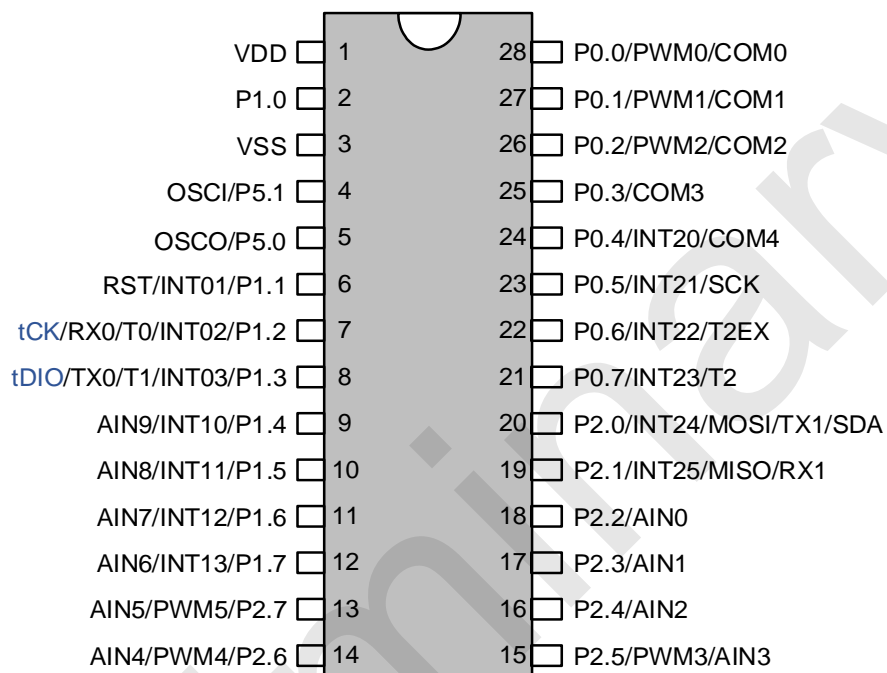 VDD 1 28 P0.0/PWM0/COM0
P1.0 2 27 P0.1/PWM1/COM1
VSS 3 26 P0.2/PWM2/COM2
OSCI/P5.1 4 25 P0.3/COM3
OSCO/P5.0 5 24 P0.4/INT20/COM4
RST/INT01/P1.1 6 23 P0.5/INT21/SCK
tCK/RX0/T0/INT02/P1.2 7 22 P0.6/INT22/T2EX
tDIO/TX0/T1/INT03/P1.3 8 21 P0.7/INT23/T2
AIN9/INT10/P1.4 9 20 P2.0/INT24/MOSI/TX1/SDA
AIN8/INT11/P1.5 10 19 P2.1/INT25/MISO/RX1
AIN7/INT12/P1.6 11 18 P2.2/AIN0
AIN6/INT13/P1.7 12 17 P2.3/AIN1
AIN5/PWM5/P2.7 13 16 P2.4/AIN2
AIN4/PWM4/P2.6 14 15 P2.5/PWM3/AIN3